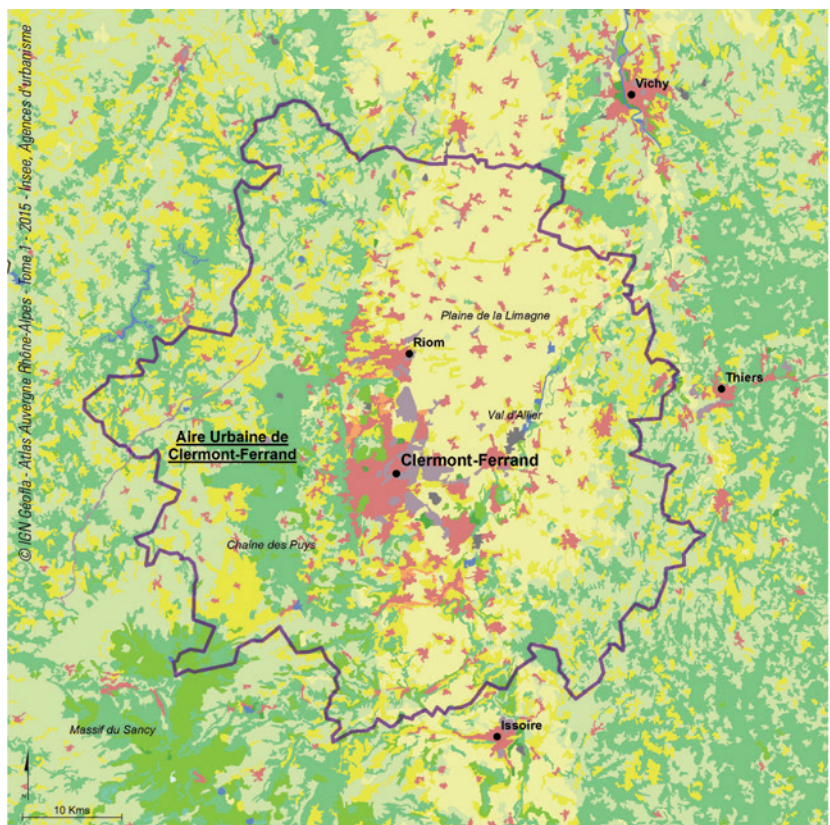 © IGN Géofla - Atlas Auvergne Rhône-Alpes - Tome 1 - 2015 - Insee, Agences d'urbanisme
Vichy
Plaine de la Limagne
Riom
Thiers
Val d'Allier
Aire Urbaine de
Clermont-Ferrand
Clermont-Ferrand
Chaîne des Puys
Massif du Sancy
Issoire
10 Kms